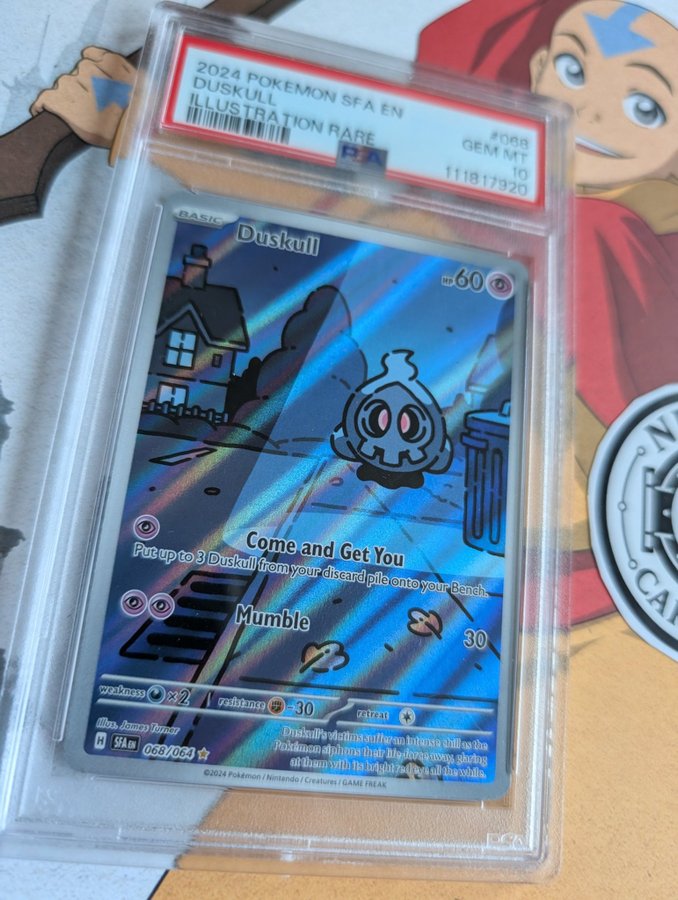 2024 POKEMON SFA EN
DUSKULL
ILLUSTRATION RARE
#068
GEM MT
10
111817920
PSA
BASIC
Duskull
HP 60
Come and Get You
Put up to 3 Duskull from your discard pile onto your Bench.
Mumble
30
weakness ×2
resistance -30
retreat
Illus. James Turner
H SFA EN 068/064
Duskull's victims suffer an intense chill as the
Pokémon siphons their life-force away, glaring
at them with its bright red eye all the while.
©2024 Pokémon / Nintendo / Creatures / GAME FREAK
PSA